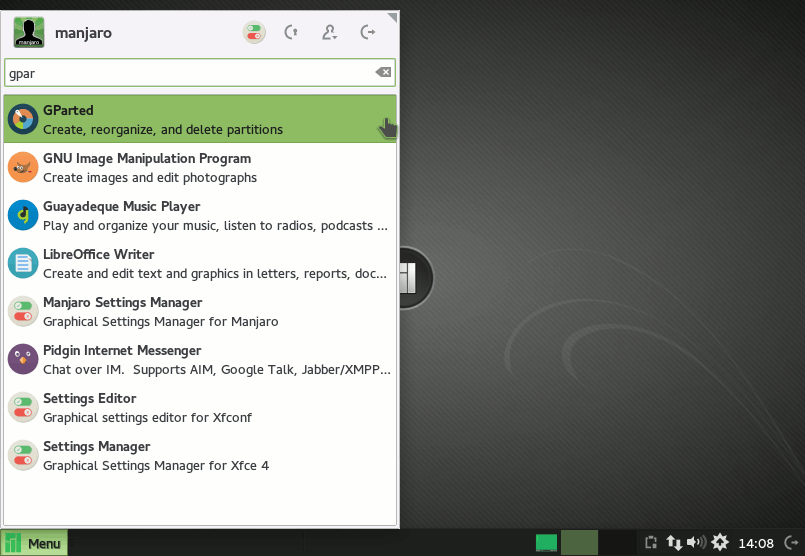 manjaro
manjaro
gpar
GParted
Create, reorganize, and delete partitions
GNU Image Manipulation Program
Create images and edit photographs
Guayadeque Music Player
Play and organize your music, listen to radios, podcasts ...
LibreOffice Writer
Create and edit text and graphics in letters, reports, doc...
Manjaro Settings Manager
Graphical Settings Manager for Manjaro
Pidgin Internet Messenger
Chat over IM.  Supports AIM, Google Talk, Jabber/XMPP...
Settings Editor
Graphical settings editor for Xfconf
Settings Manager
Graphical Settings Manager for Xfce 4
Menu
14:08